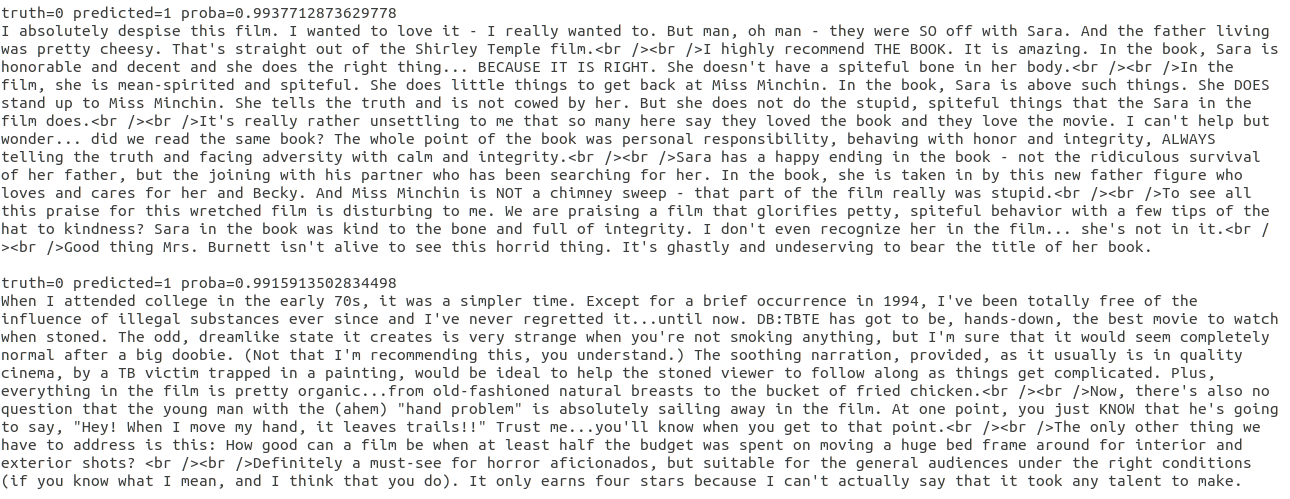 truth=0 predicted=1 proba=0.9937712873629778
I absolutely despise this film. I wanted to love it - I really wanted to. But man, oh man - they were SO off with Sara. And the father living
was pretty cheesy. That's straight out of the Shirley Temple film.<br /><br />I highly recommend THE BOOK. It is amazing. In the book, Sara is
honorable and decent and she does the right thing... BECAUSE IT IS RIGHT. She doesn't have a spiteful bone in her body.<br /><br />In the
film, she is mean-spirited and spiteful. She does little things to get back at Miss Minchin. In the book, Sara is above such things. She DOES
stand up to Miss Minchin. She tells the truth and is not cowed by her. But she does not do the stupid, spiteful things that the Sara in the
film does.<br /><br />It's really rather unsettling to me that so many here say they loved the book and they love the movie. I can't help but
wonder... did we read the same book? The whole point of the book was personal responsibility, behaving with honor and integrity, ALWAYS
telling the truth and facing adversity with calm and integrity.<br /><br />Sara has a happy ending in the book - not the ridiculous survival
of her father, but the joining with his partner who has been searching for her. In the book, she is taken in by this new father figure who
loves and cares for her and Becky. And Miss Minchin is NOT a chimney sweep - that part of the film really was stupid.<br /><br />To see all
this praise for this wretched film is disturbing to me. We are praising a film that glorifies petty, spiteful behavior with a few tips of the
hat to kindness? Sara in the book was kind to the bone and full of integrity. I don't even recognize her in the film... she's not in it.<br /
><br />Good thing Mrs. Burnett isn't alive to see this horrid thing. It's ghastly and undeserving to bear the title of her book.
truth=0 predicted=1 proba=0.9915913502834498
When I attended college in the early 70s, it was a simpler time. Except for a brief occurrence in 1994, I've been totally free of the
influence of illegal substances ever since and I've never regretted it...until now. DB:TBTE has got to be, hands-down, the best movie to watch
when stoned. The odd, dreamlike state it creates is very strange when you're not smoking anything, but I'm sure that it would seem completely
normal after a big doobie. (Not that I'm recommending this, you understand.) The soothing narration, provided, as it usually is in quality
cinema, by a TB victim trapped in a painting, would be ideal to help the stoned viewer to follow along as things get complicated. Plus,
everything in the film is pretty organic...from old-fashioned natural breasts to the bucket of fried chicken.<br /><br />Now, there's also no
question that the young man with the (ahem) "hand problem" is absolutely sailing away in the film. At one point, you just KNOW that he's going
to say, "Hey! When I move my hand, it leaves trails!!" Trust me...you'll know when you get to that point.<br /><br />The only other thing we
have to address is this: How good can a film be when at least half the budget was spent on moving a huge bed frame around for interior and
exterior shots? <br /><br />Definitely a must-see for horror aficionados, but suitable for the general audiences under the right conditions
(if you know what I mean, and I think that you do). It only earns four stars because I can't actually say that it took any talent to make.